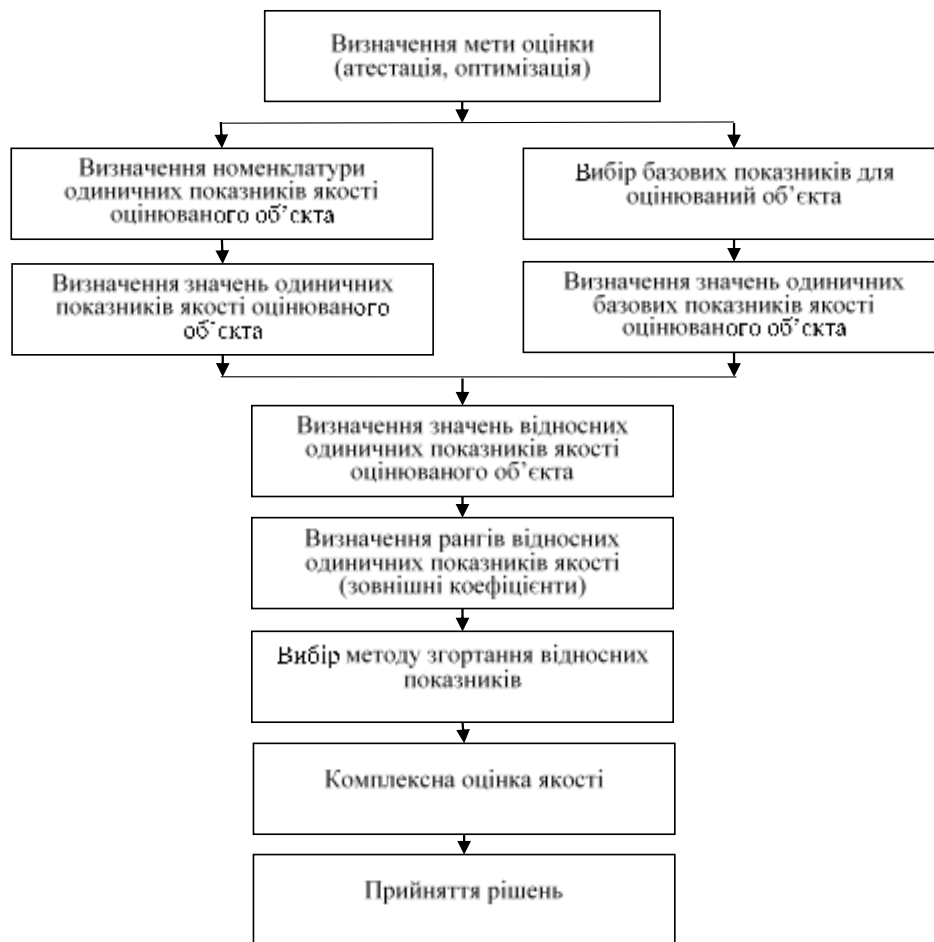 Визначення мети оцінки
(атестація, оптимізація)
Визначення номенклатури
одиничних показників якості
оцінюваного об’єкта
Вибір базових показників для
оцінюваний об’єкта
Визначення значень одиничних
показників якості оцінюваного
об’єкта
Визначення значень одиничних
базових показників якості
оцінюваного об’єкта
Визначення значень відносних
одиничних показників якості
оцінюваного об’єкта
Визначення рангів відносних
одиничних показників якості
(зовнішні коефіцієнти)
Вибір методу згортання відносних
показників
Комплексна оцінка якості
Прийняття рішень